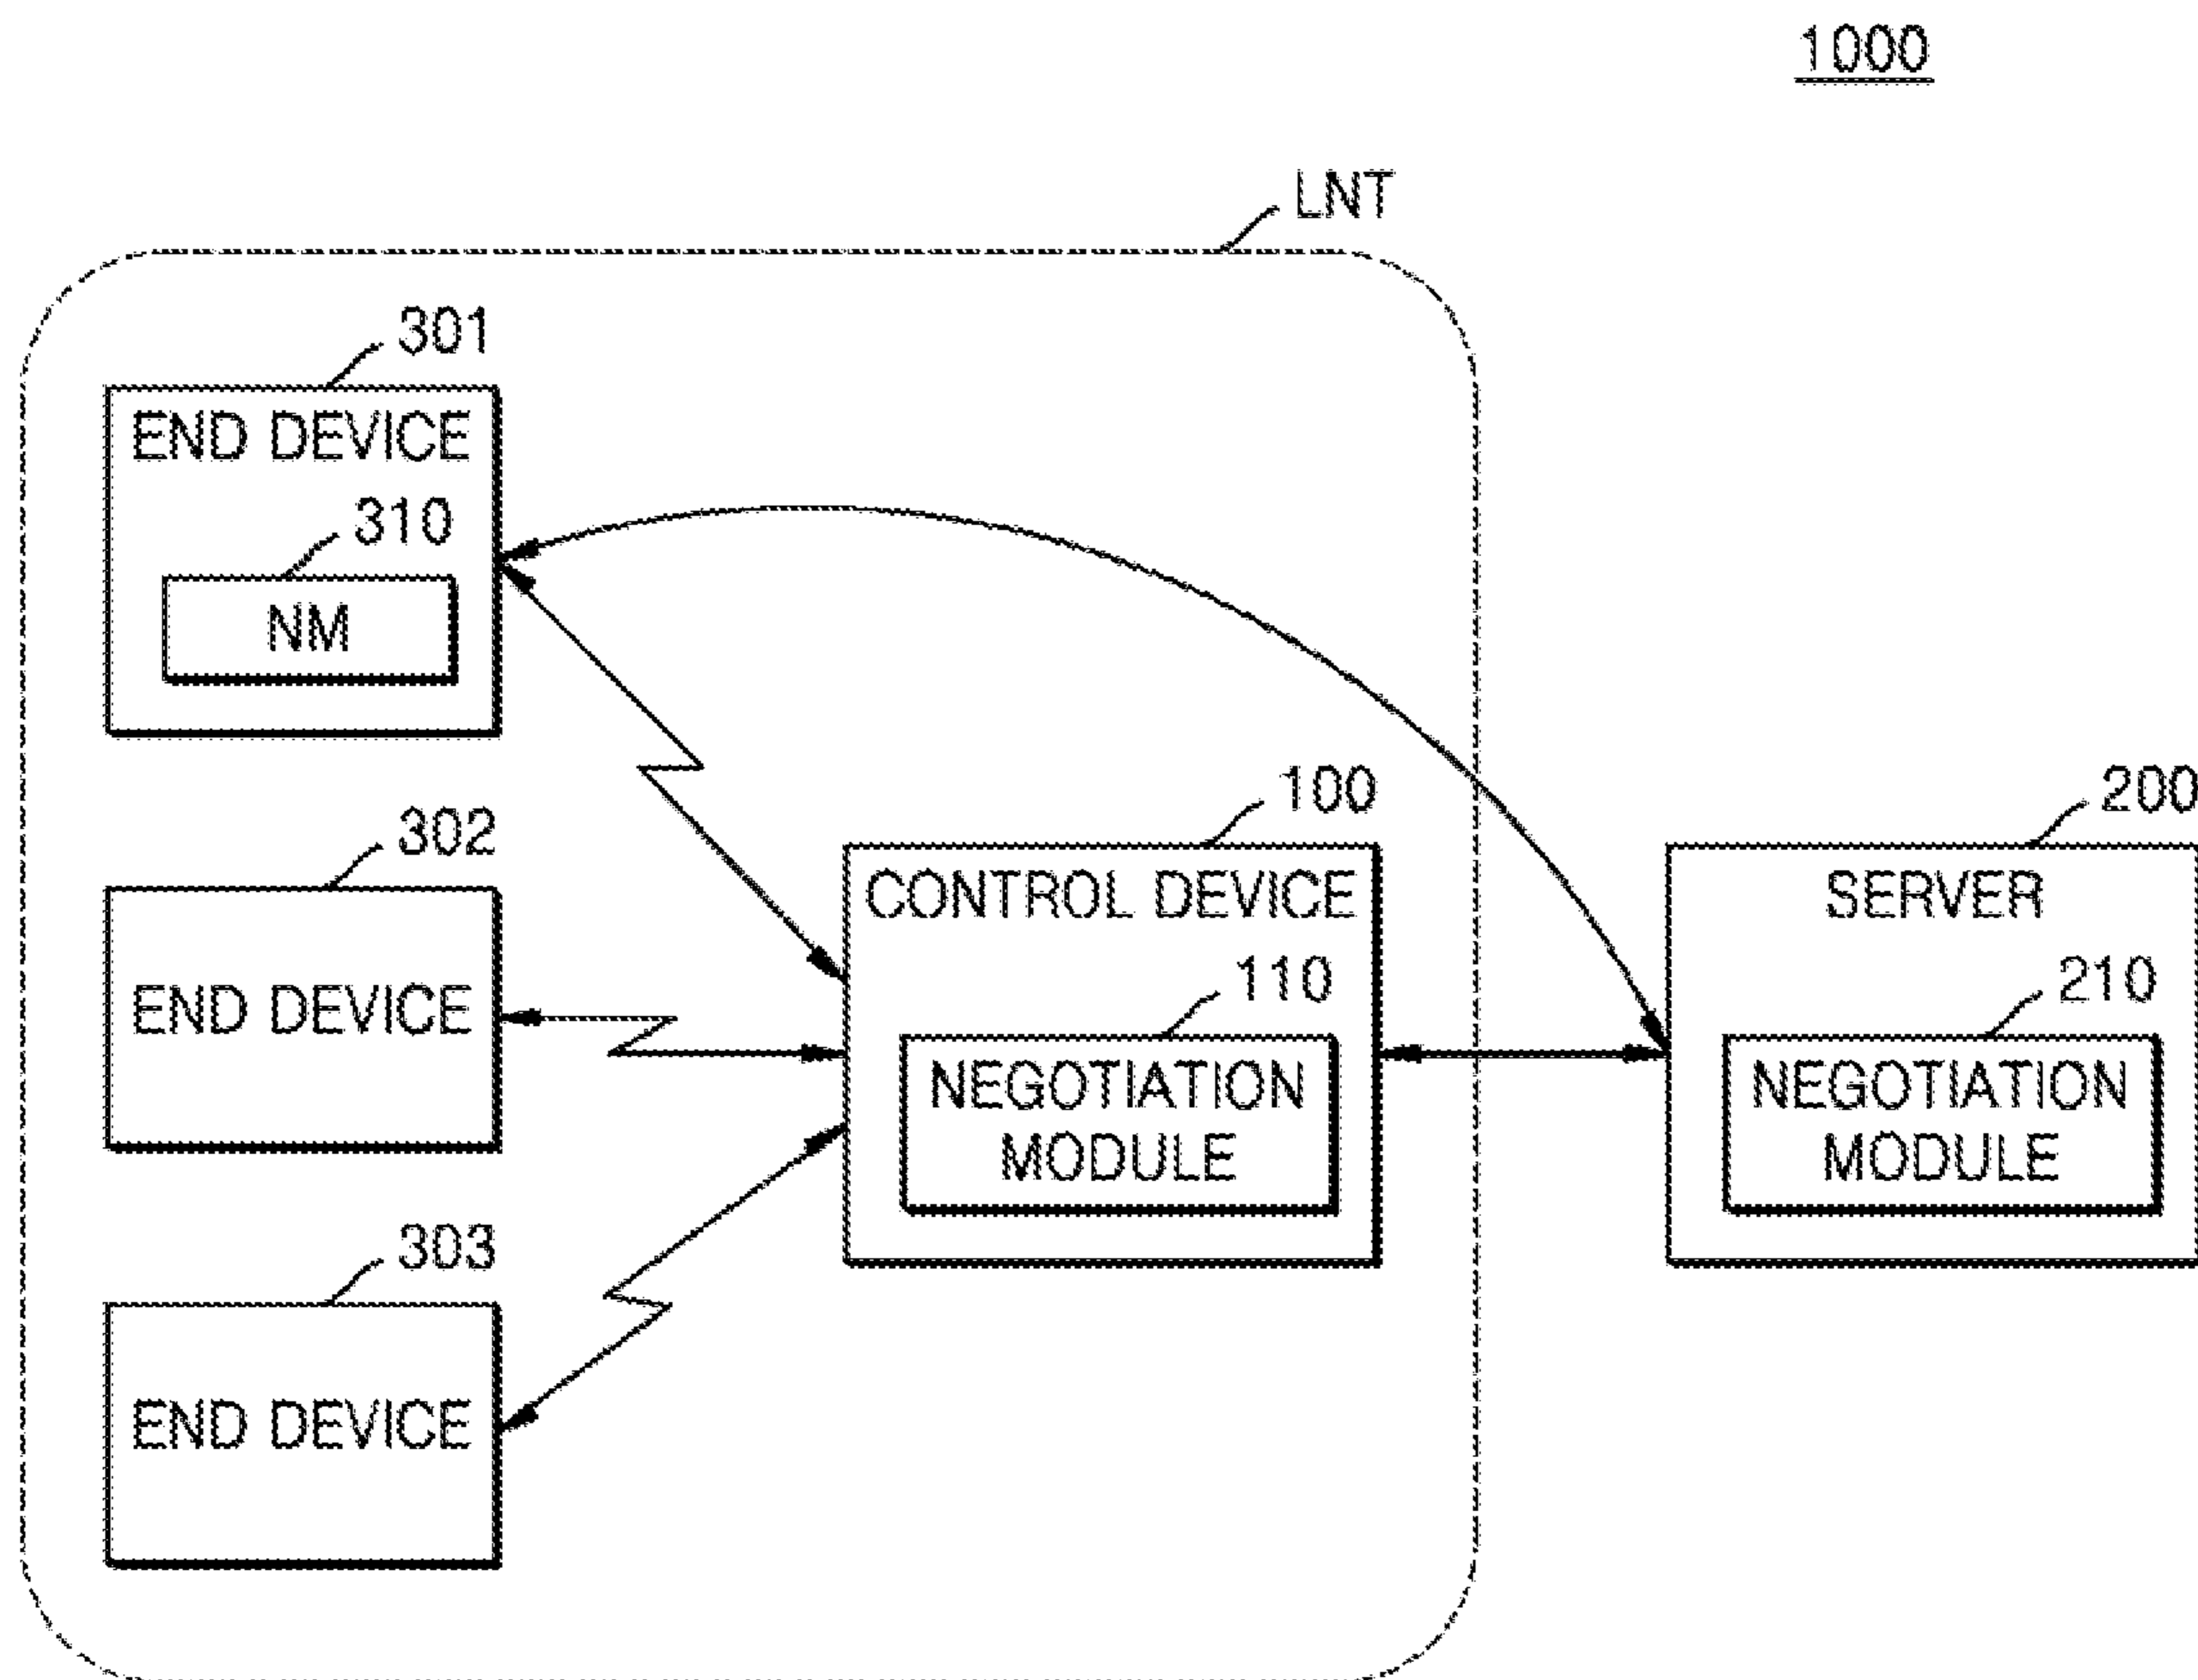 1000
LNT
301
END DEVICE
310
NM
302
END DEVICE
303
END DEVICE
100
CONTROL DEVICE
110
NEGOTIATION
MODULE
200
SERVER
210
NEGOTIATION
MODULE